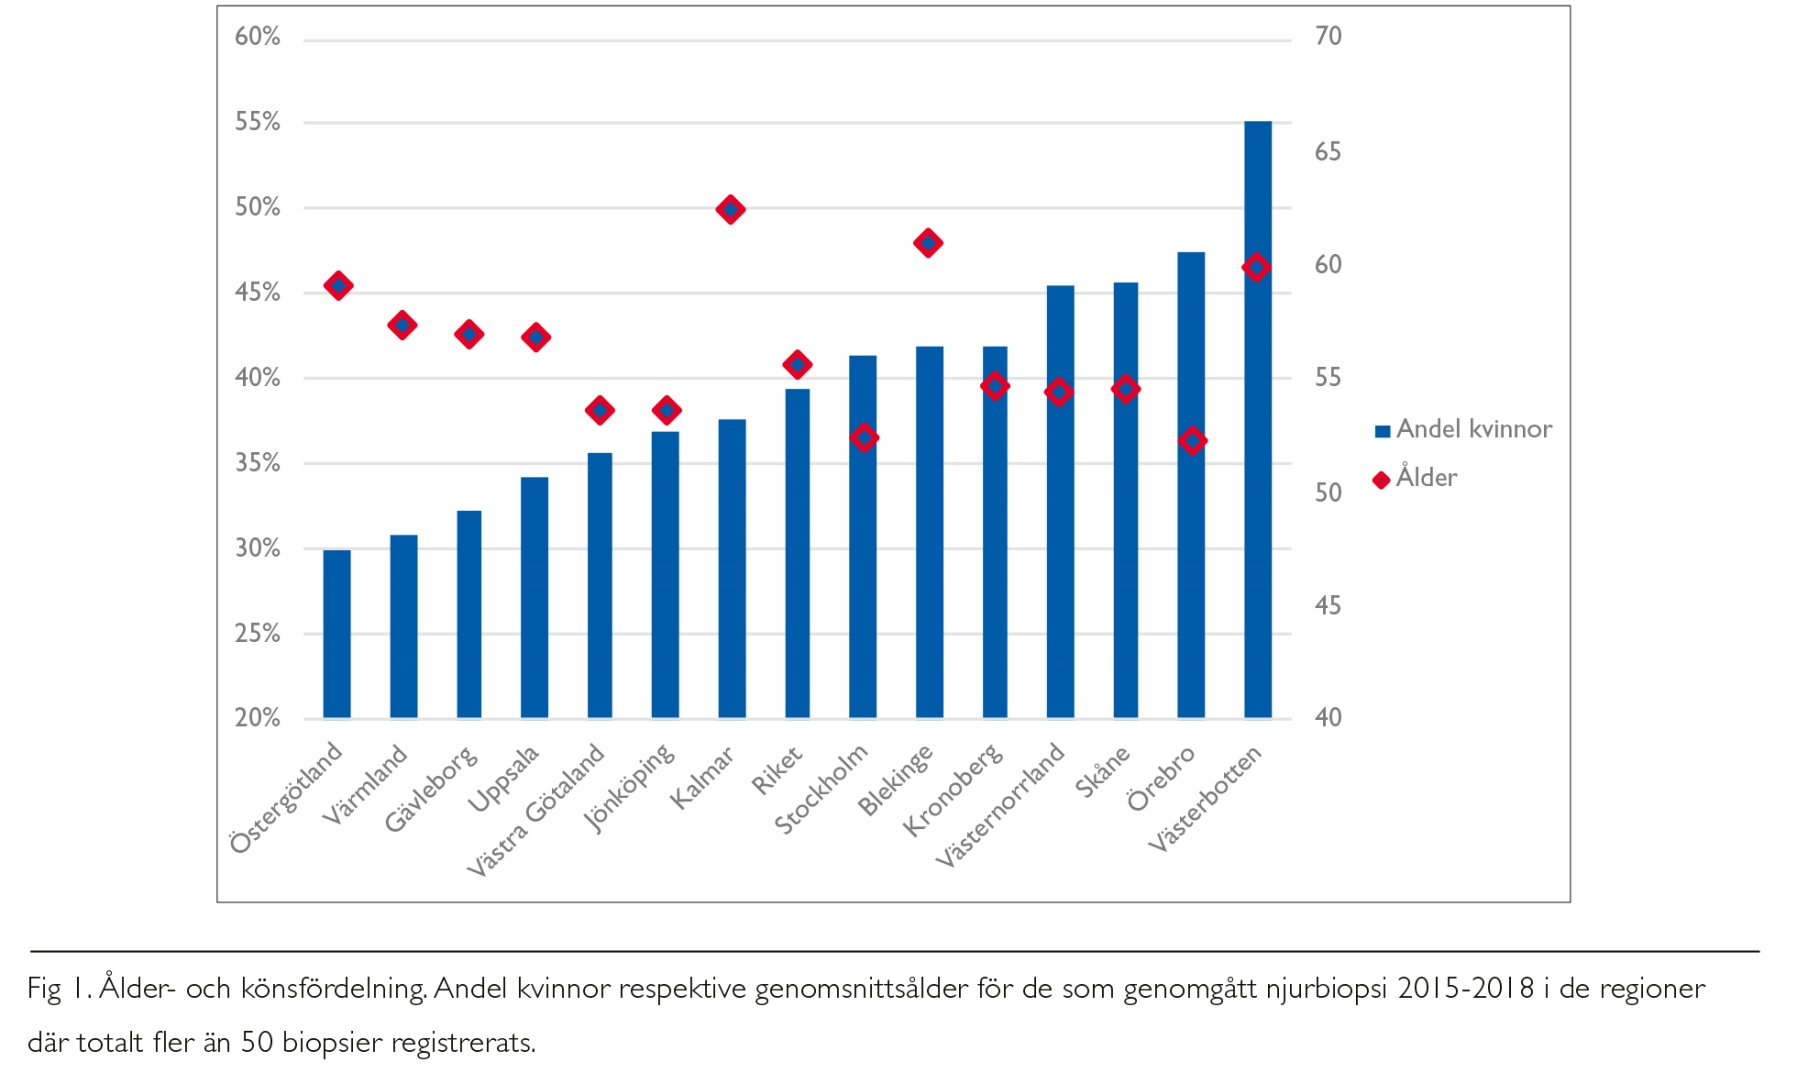 60%
55%
50%
45%
40%
35%
30%
25%
20%
70
65
60
55
50
45
40
Östergötland
Värmland
Gävleborg
Uppsala
Västra Götaland
Jönköping
Kalmar
Riket
Stockholm
Blekinge
Kronoberg
Västernorrland
Skåne
Örebro
Västerbotten
Andel kvinnor
Ålder
Fig 1. Ålder- och könsfördelning. Andel kvinnor respektive genomsnittsålder för de som genomgått njurbiopsi 2015-2018 i de regioner
där totalt fler än 50 biopsier registrerats.